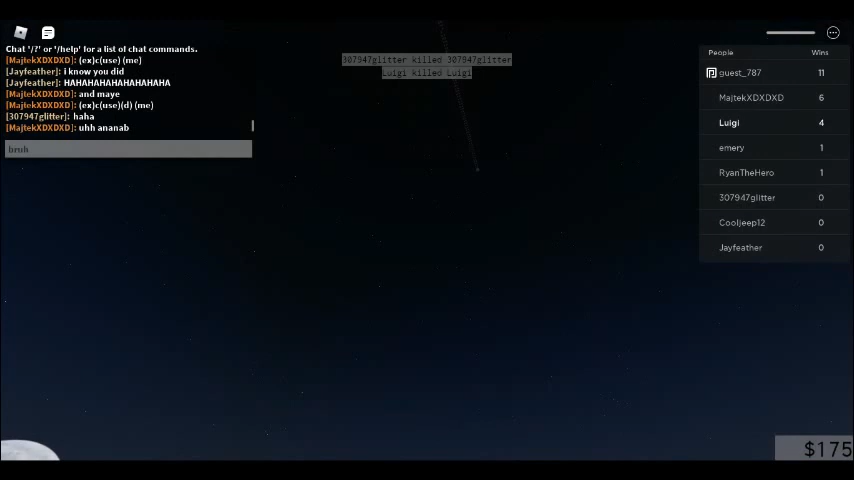 Chat '/?' or '/help' for a list of chat commands.
[MajtekXDXDXD]: (ex)c(use) (me)
[Jayfeather]: i know you did
[Jayfeather]: HAHAHAHAHAHAHAHAHA
[MajtekXDXDXD]: and maye
[MajtekXDXDXD]: (ex)c(use)(d) (me)
[307947glitter]: haha
[MajtekXDXDXD]: uhh ananab
bruh
307947glitter killed 307947glitter
Luigi killed Luigi
People Wins
guest_787 11
MajtekXDXDXD 6
Luigi 4
emery 1
RyanTheHero 1
307947glitter 0
Cooljeep12 0
Jayfeather 0
$175